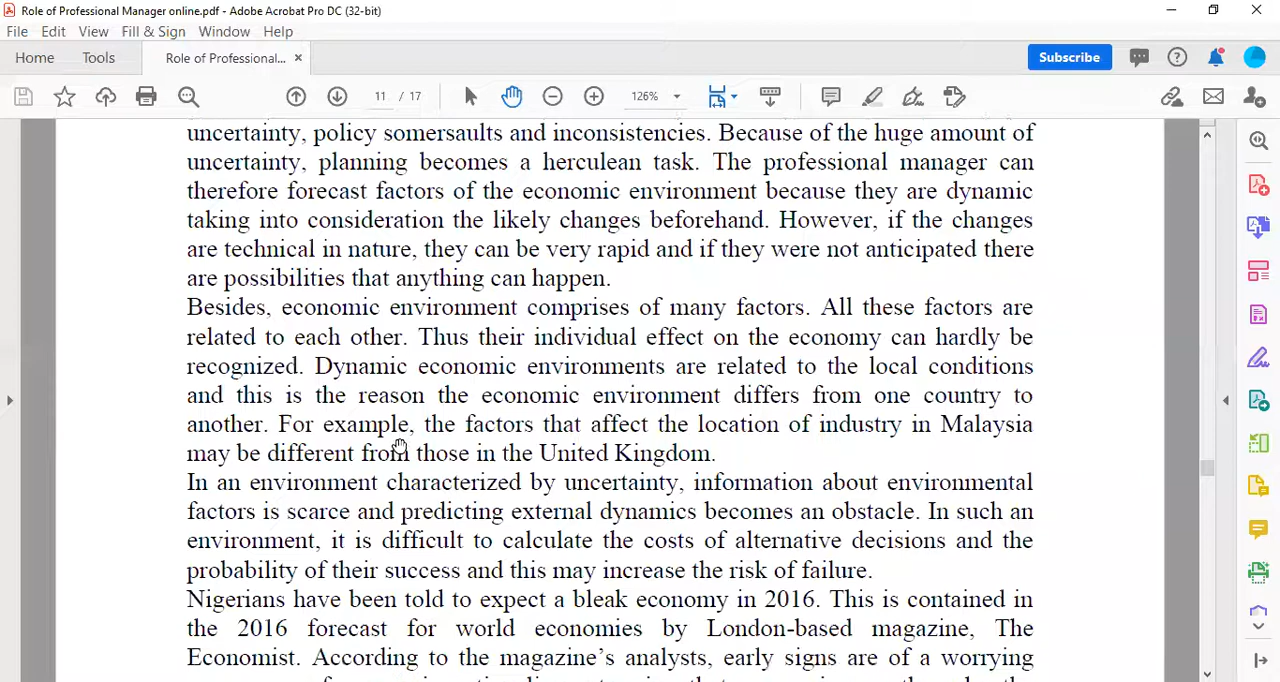 Role of Professional Manager online.pdf - Adobe Acrobat Pro DC (32-bit)
File Edit View Fill & Sign Window Help
Home Tools Role of Professional... × Subscribe
11 / 17 126%
uncertainty, policy somersaults and inconsistencies. Because of the huge amount of
uncertainty, planning becomes a herculean task. The professional manager can
therefore forecast factors of the economic environment because they are dynamic
taking into consideration the likely changes beforehand. However, if the changes
are technical in nature, they can be very rapid and if they were not anticipated there
are possibilities that anything can happen.
Besides, economic environment comprises of many factors. All these factors are
related to each other. Thus their individual effect on the economy can hardly be
recognized. Dynamic economic environments are related to the local conditions
and this is the reason the economic environment differs from one country to
another. For example, the factors that affect the location of industry in Malaysia
may be different from those in the United Kingdom.
In an environment characterized by uncertainty, information about environmental
factors is scarce and predicting external dynamics becomes an obstacle. In such an
environment, it is difficult to calculate the costs of alternative decisions and the
probability of their success and this may increase the risk of failure.
Nigerians have been told to expect a bleak economy in 2016. This is contained in
the 2016 forecast for world economies by London-based magazine, The
Economist. According to the magazine's analysts, early signs are of a worrying